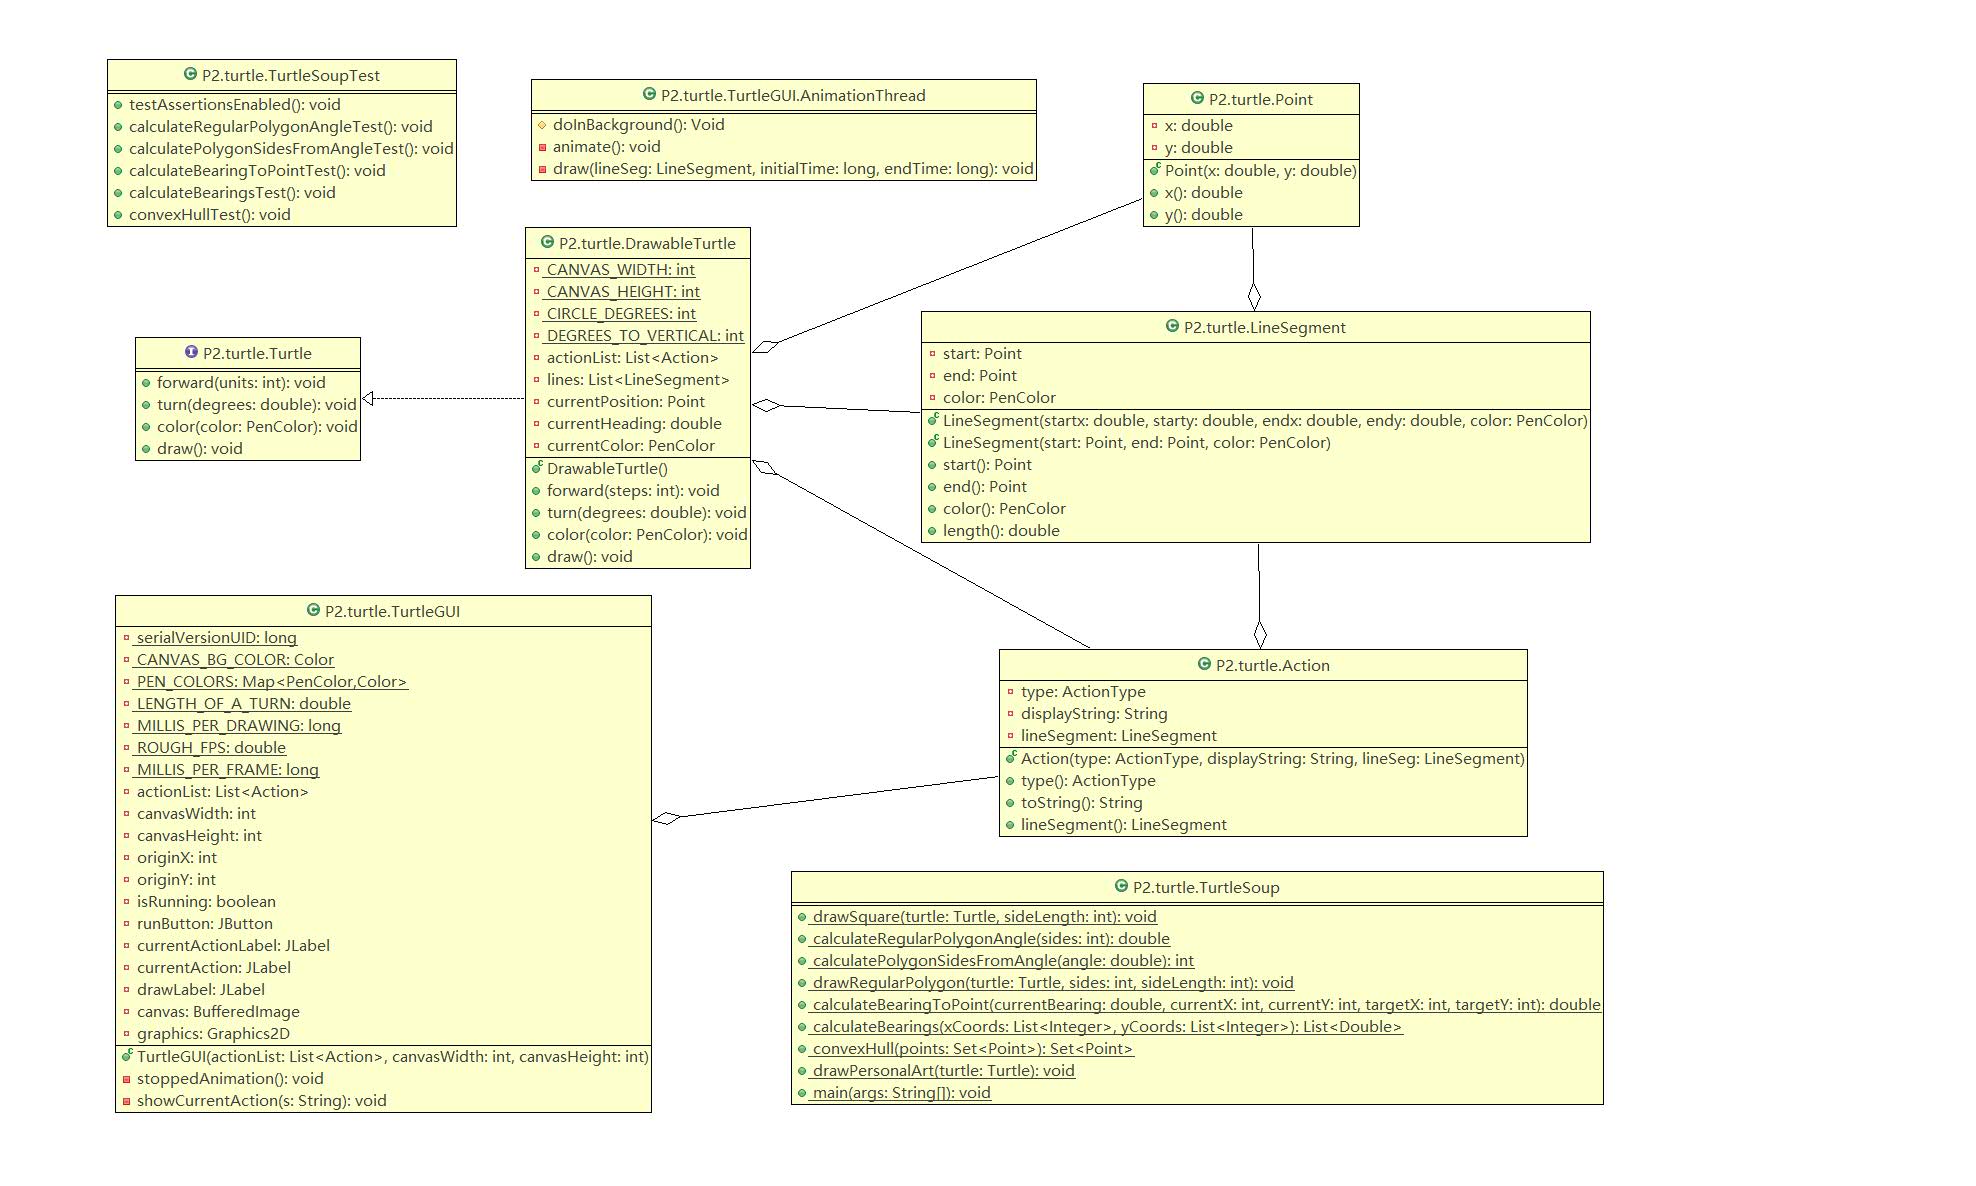 P2.turtle.TurtleSoupTest
testAssertionsEnabled(): void
calculateRegularPolygonAngleTest(): void
calculatePolygonSidesFromAngleTest(): void
calculateBearingToPointTest(): void
calculateBearingsTest(): void
convexHullTest(): void
P2.turtle.TurtleGUI.AnimationThread
doInBackground(): Void
animate(): void
draw(lineSeg: LineSegment, initialTime: long, endTime: long): void
P2.turtle.Point
x: double
y: double
Point(x: double, y: double)
x(): double
y(): double
P2.turtle.DrawableTurtle
CANVAS_WIDTH: int
CANVAS_HEIGHT: int
CIRCLE_DEGREES: int
DEGREES_TO_VERTICAL: int
actionList: List<Action>
lines: List<LineSegment>
currentPosition: Point
currentHeading: double
currentColor: PenColor
DrawableTurtle()
forward(steps: int): void
turn(degrees: double): void
color(color: PenColor): void
draw(): void
P2.turtle.Turtle
forward(units: int): void
turn(degrees: double): void
color(color: PenColor): void
draw(): void
P2.turtle.LineSegment
start: Point
end: Point
color: PenColor
LineSegment(startx: double, starty: double, endx: double, endy: double, color: PenColor)
LineSegment(start: Point, end: Point, color: PenColor)
start(): Point
end(): Point
color(): PenColor
length(): double
P2.turtle.TurtleGUI
serialVersionUID: long
CANVAS_BG_COLOR: Color
PEN_COLORS: Map<PenColor,Color>
LENGTH_OF_A_TURN: double
MILLIS_PER_DRAWING: long
ROUGH_FPS: double
MILLIS_PER_FRAME: long
actionList: List<Action>
canvasWidth: int
canvasHeight: int
originX: int
originY: int
isRunning: boolean
runButton: JButton
currentActionLabel: JLabel
currentAction: JLabel
drawLabel: JLabel
canvas: BufferedImage
graphics: Graphics2D
TurtleGUI(actionList: List<Action>, canvasWidth: int, canvasHeight: int)
stoppedAnimation(): void
showCurrentAction(s: String): void
P2.turtle.Action
type: ActionType
displayString: String
lineSegment: LineSegment
Action(type: ActionType, displayString: String, lineSeg: LineSegment)
type(): ActionType
toString(): String
lineSegment(): LineSegment
P2.turtle.TurtleSoup
drawSquare(turtle: Turtle, sideLength: int): void
calculateRegularPolygonAngle(sides: int): double
calculatePolygonSidesFromAngle(angle: double): int
drawRegularPolygon(turtle: Turtle, sides: int, sideLength: int): void
calculateBearingToPoint(currentBearing: double, currentX: int, currentY: int, targetX: int, targetY: int): double
calculateBearings(xCoords: List<Integer>, yCoords: List<Integer>): List<Double>
convexHull(points: Set<Point>): Set<Point>
drawPersonalArt(turtle: Turtle): void
main(args: String[]): void